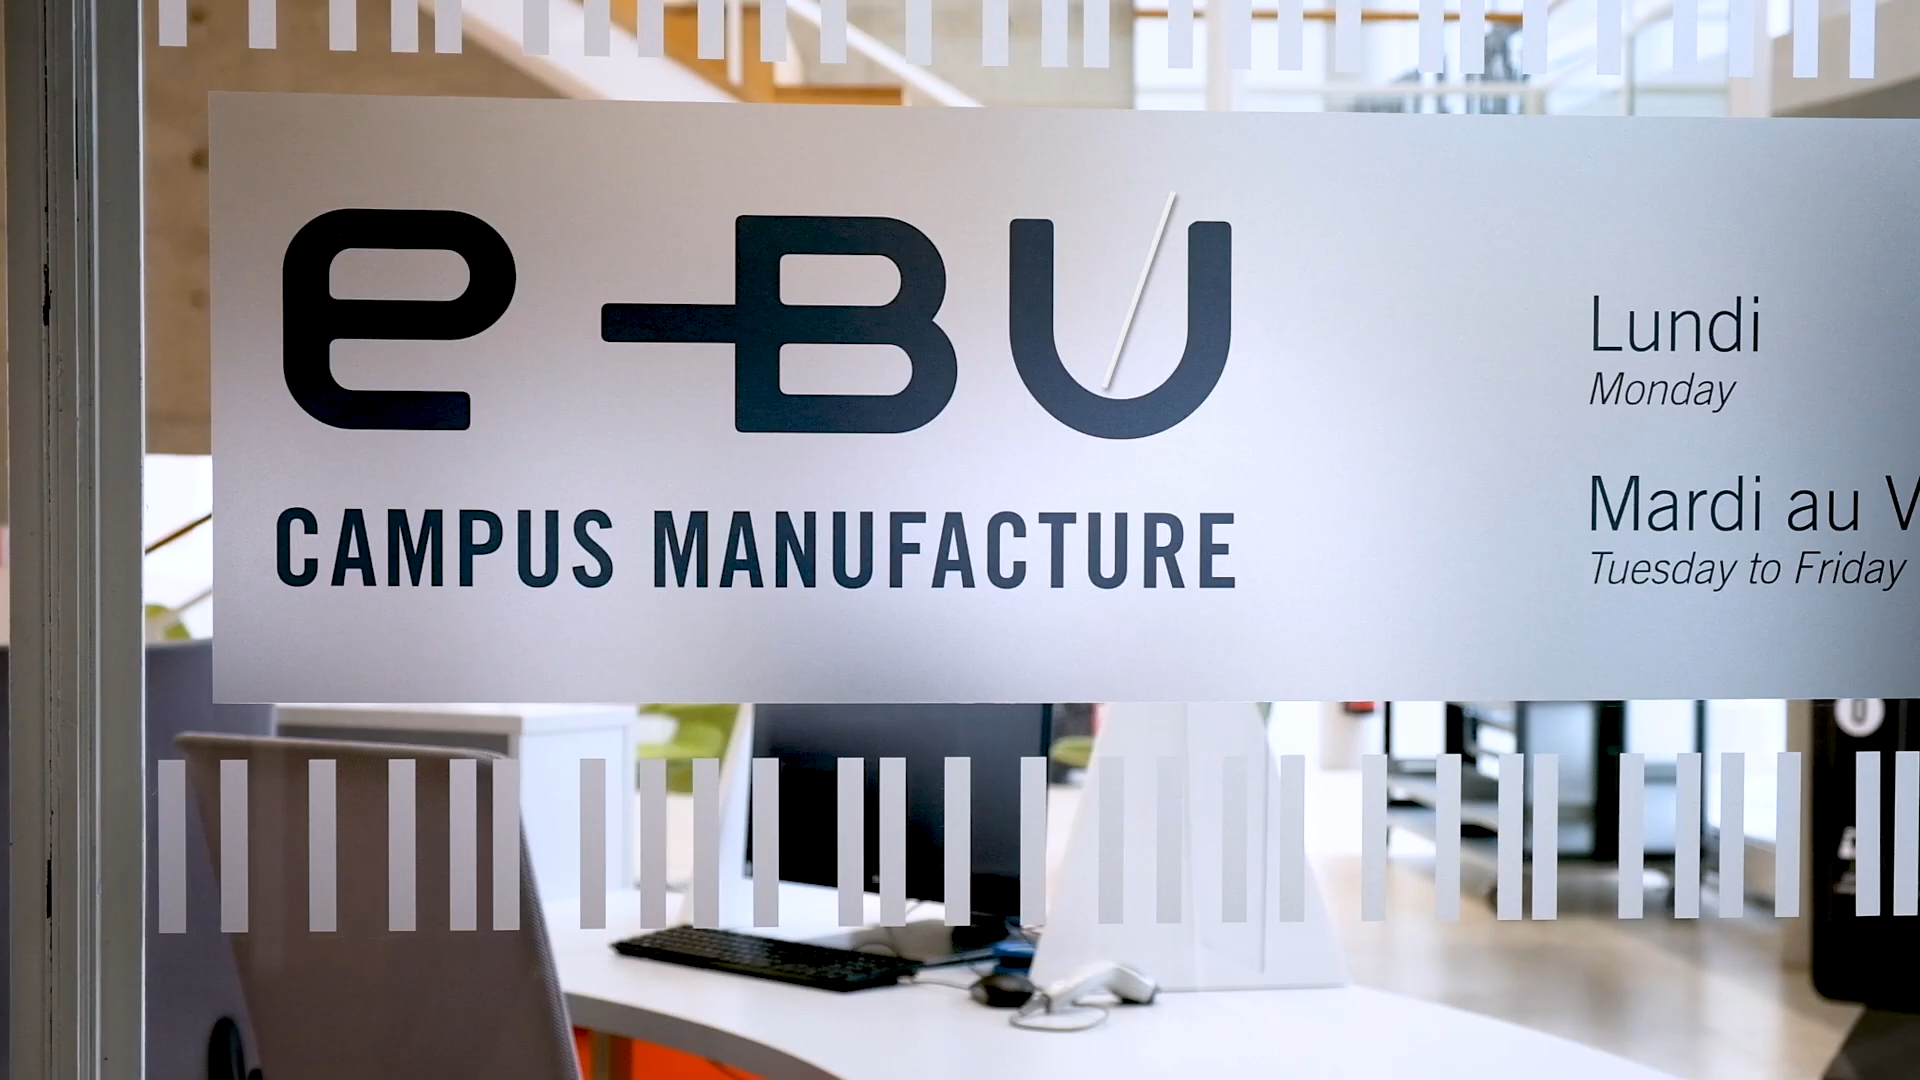 e-BU
CAMPUS MANUFACTURE
Lundi
Monday
Mardi au V
Tuesday to Friday